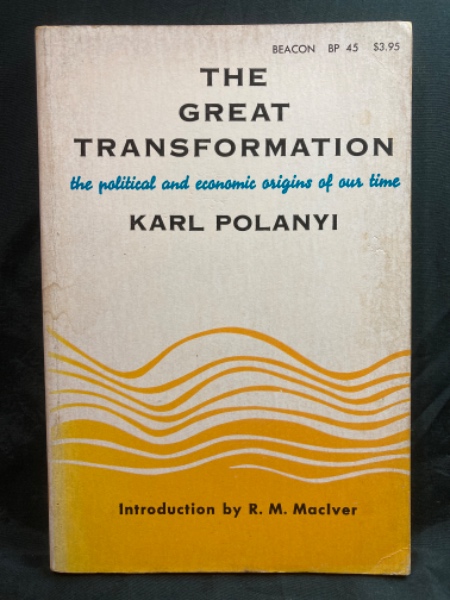 BEACON BP 45 $3.95
THE
GREAT
TRANSFORMATION
the political and economic origins of our time
KARL POLANYI
Introduction by R. M. MacIver